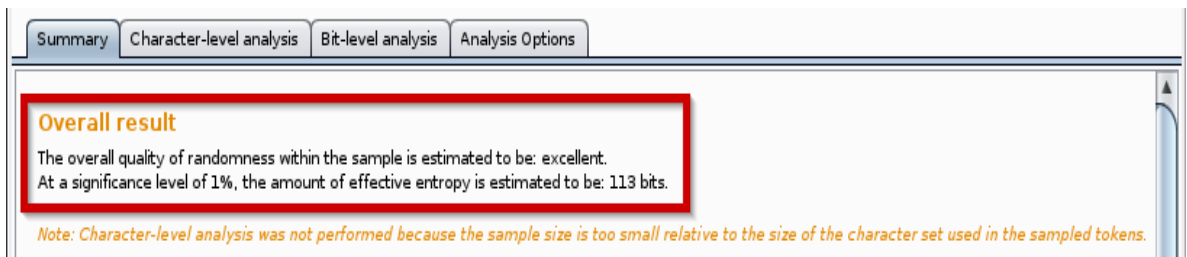 Summary
Character-level analysis
Bit-level analysis
Analysis Options
Overall result
The overall quality of randomness within the sample is estimated to be: excellent.
At a significance level of 1%, the amount of effective entropy is estimated to be: 113 bits.
Note: Character-level analysis was not performed because the sample size is too small relative to the size of the character set used in the sampled tokens.